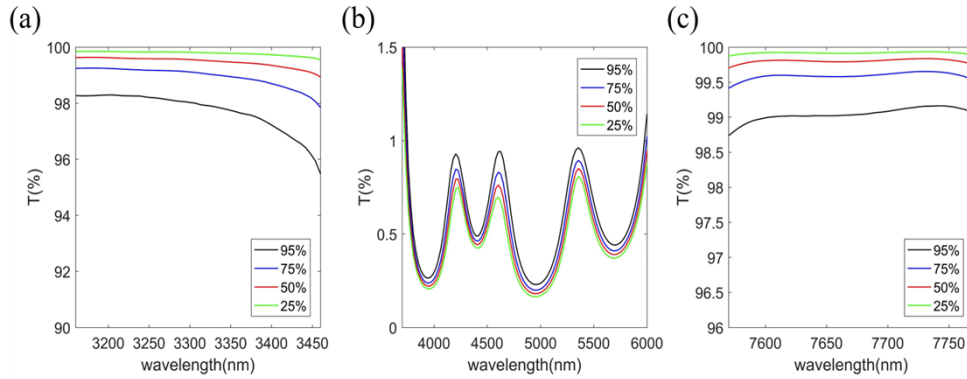 (a)
100
98
96
94
92
90
T(%)
3200 3250 3300 3350 3400 3450
wavelength(nm)
95%
75%
50%
25%
(b)
1.5
1
0.5
0
T(%)
4000 4500 5000 5500 6000
wavelength(nm)
95%
75%
50%
25%
(c)
100
99.5
99
98.5
98
97.5
97
96.5
96
T(%)
7600 7650 7700 7750
wavelength(nm)
95%
75%
50%
25%